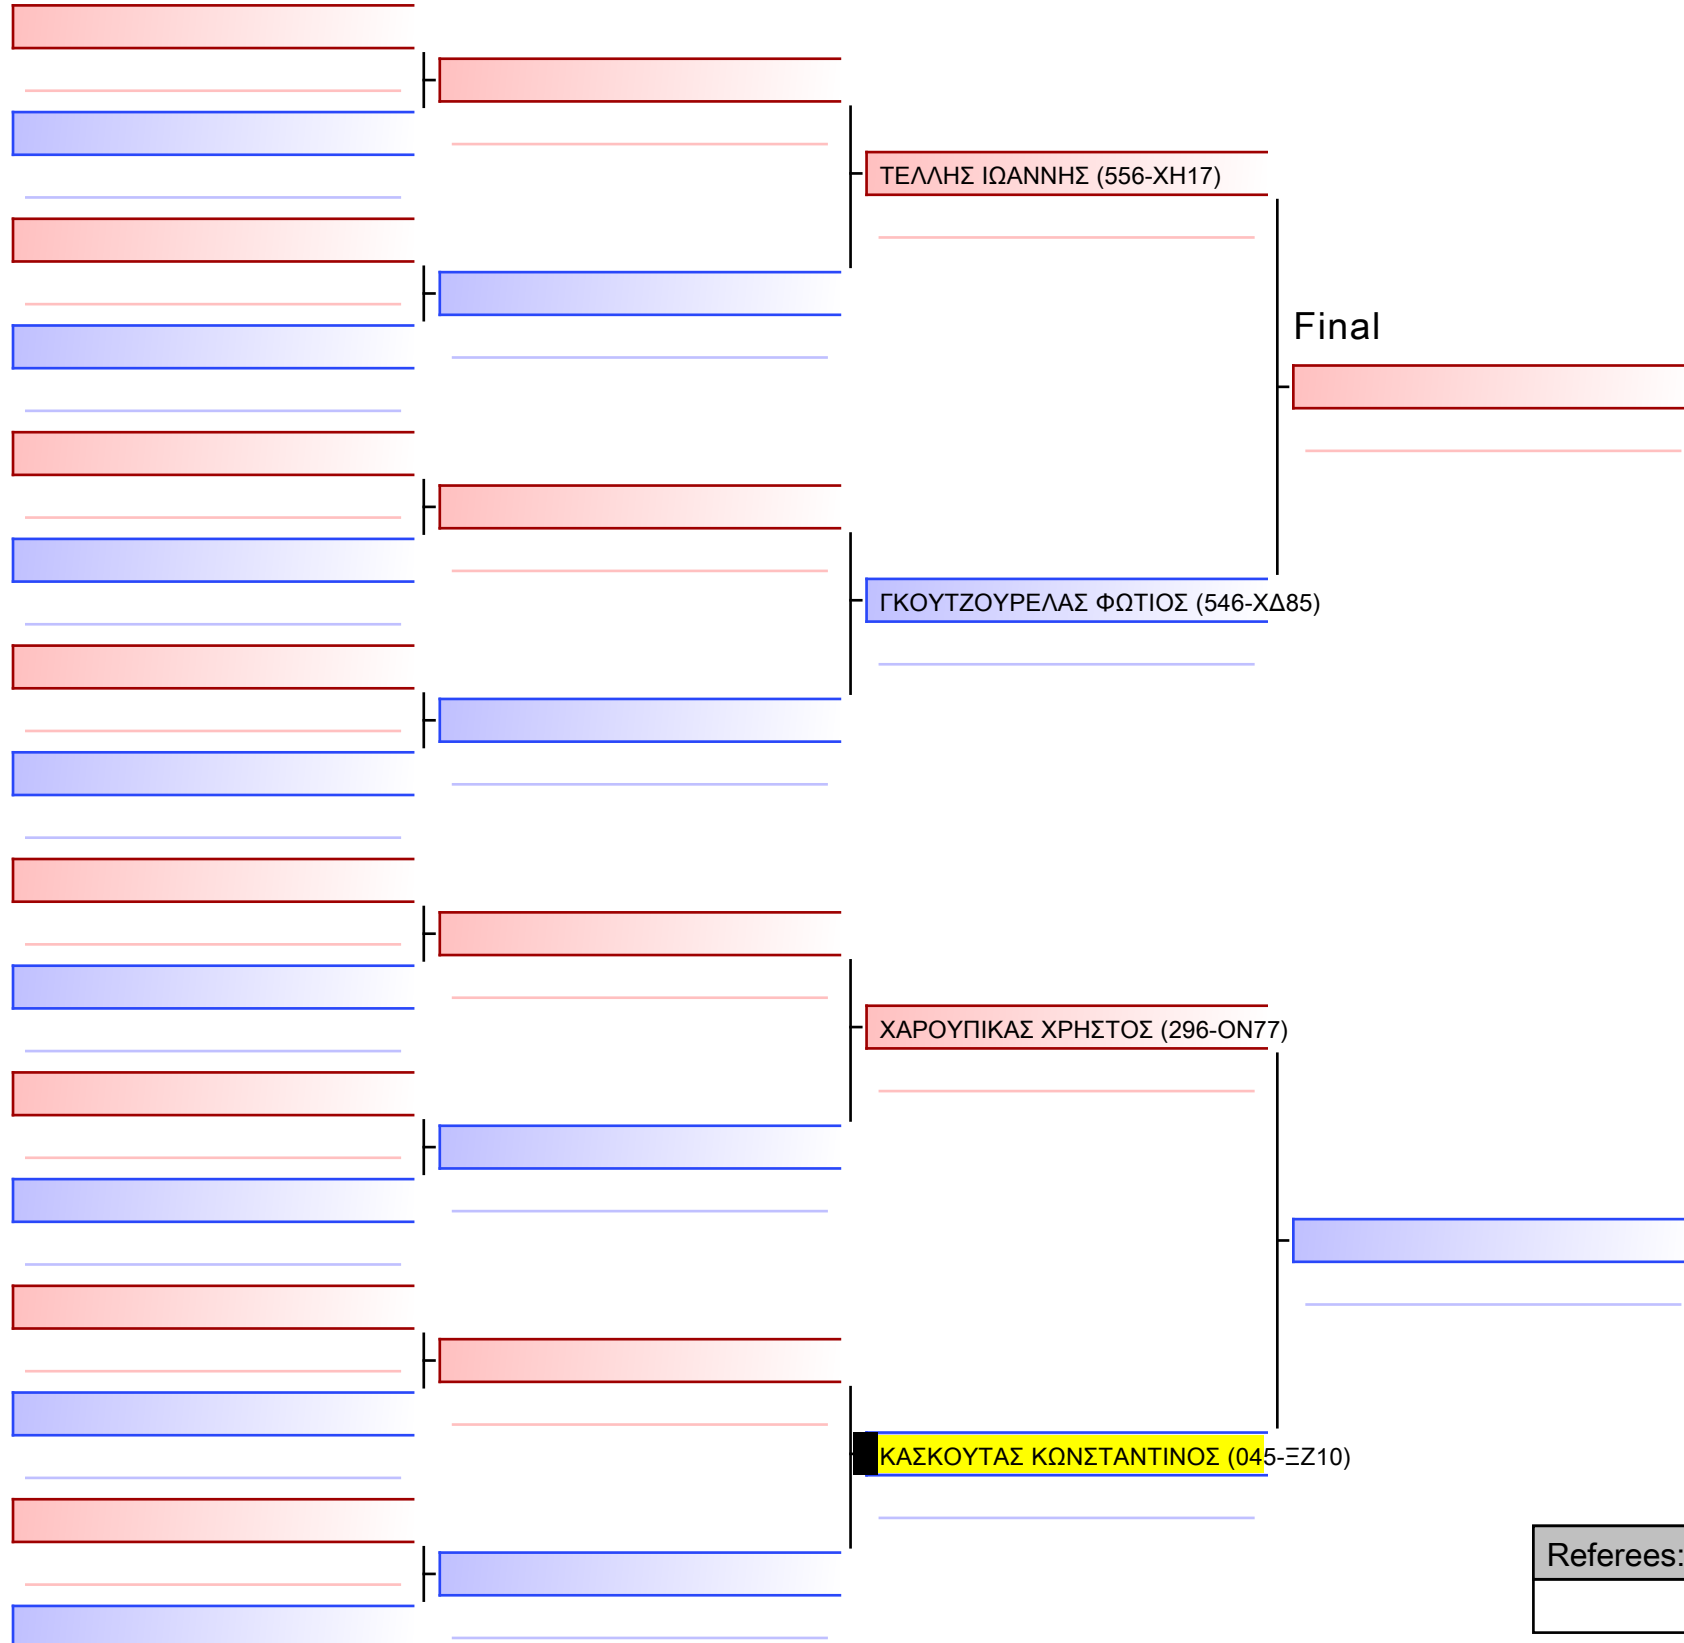 ΤΕΛΛΗΣ ΙΩΑΝΝΗΣ (556-ΧΗ17)
Final
ΓΚΟΥΤΖΟΥΡΕΛΑΣ ΦΩΤΙΟΣ (546-ΧΔ85)
ΧΑΡΟΥΠΙΚΑΣ ΧΡΗΣΤΟΣ (296-ΟΝ77)
ΚΑΣΚΟΥΤΑΣ ΚΩΝΣΤΑΝΤΙΝΟΣ (045-ΞΖ10)
Referees: